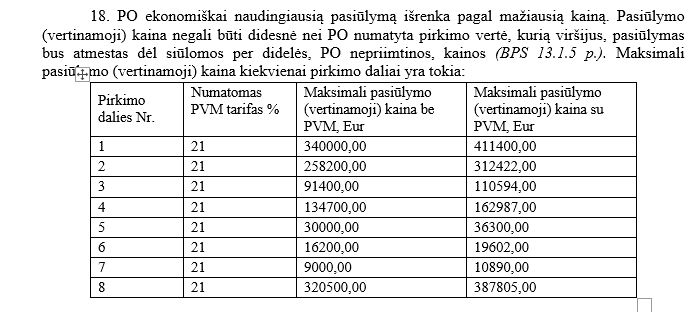 18. PO ekonomiškai naudingiausią pasiūlymą išrenka pagal mažiausią kainą. Pasiūlymo
(vertinamoji) kaina negali būti didesnė nei PO numatyta pirkimo vertė, kurią viršijus, pasiūlymas
bus atmestas dėl siūlomos per didelės, PO nepriimtinos, kainos (BPS 13.1.5 p.). Maksimali
pasiūlymo (vertinamoji) kaina kiekvienai pirkimo daliai yra tokia:
Pirkimo dalies Nr. Numatomas PVM tarifas % Maksimali pasiūlymo (vertinamoji) kaina be PVM, Eur Maksimali pasiūlymo (vertinamoji) kaina su PVM, Eur
1 21 340000,00 411400,00
2 21 258200,00 312422,00
3 21 91400,00 110594,00
4 21 134700,00 162987,00
5 21 30000,00 36300,00
6 21 16200,00 19602,00
7 21 9000,00 10890,00
8 21 320500,00 387805,00